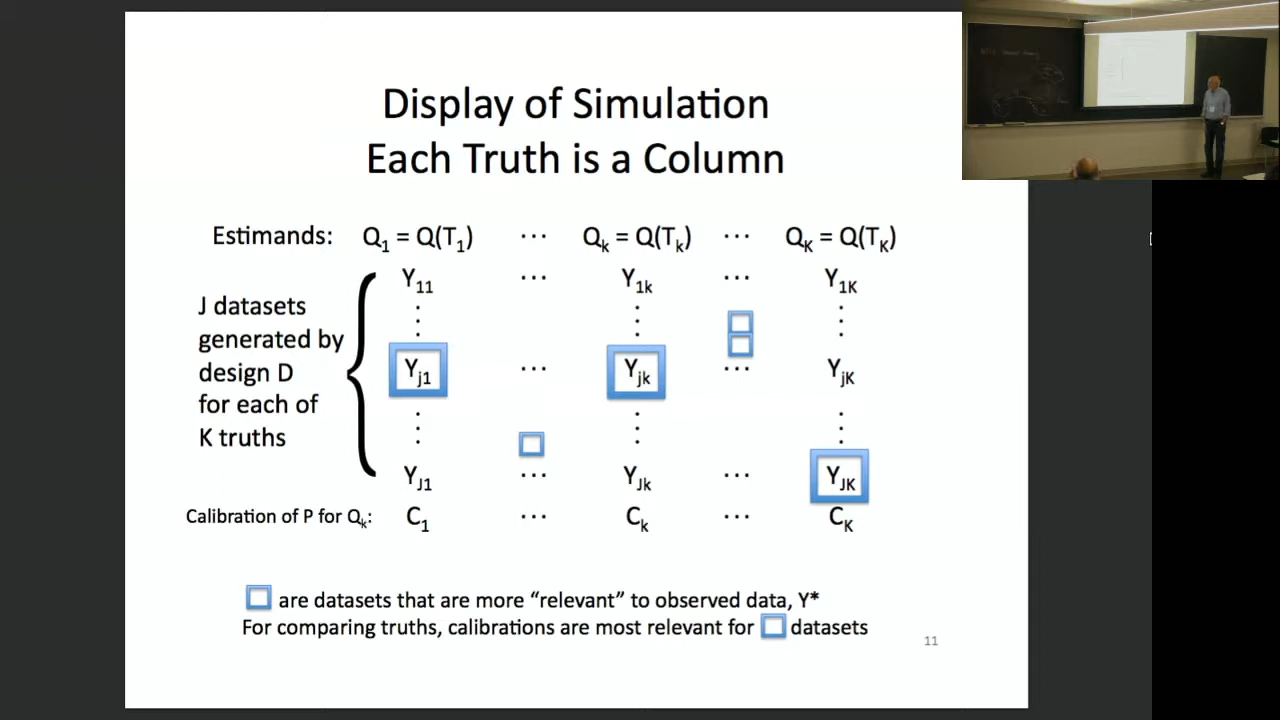 Display of Simulation
Each Truth is a Column
Estimands: Q1 = Q(T1) ... Qk = Q(Tk) ... QK = Q(TK)
Y11 ... Y1k ... Y1K
J datasets
generated by
design D
for each of
K truths
Yj1 ... Yjk ... YjK
YJ1 ... YJk ... YJK
Calibration of P for Qk: C1 ... Ck ... CK
are datasets that are more “relevant” to observed data, Y*
For comparing truths, calibrations are most relevant for datasets
11